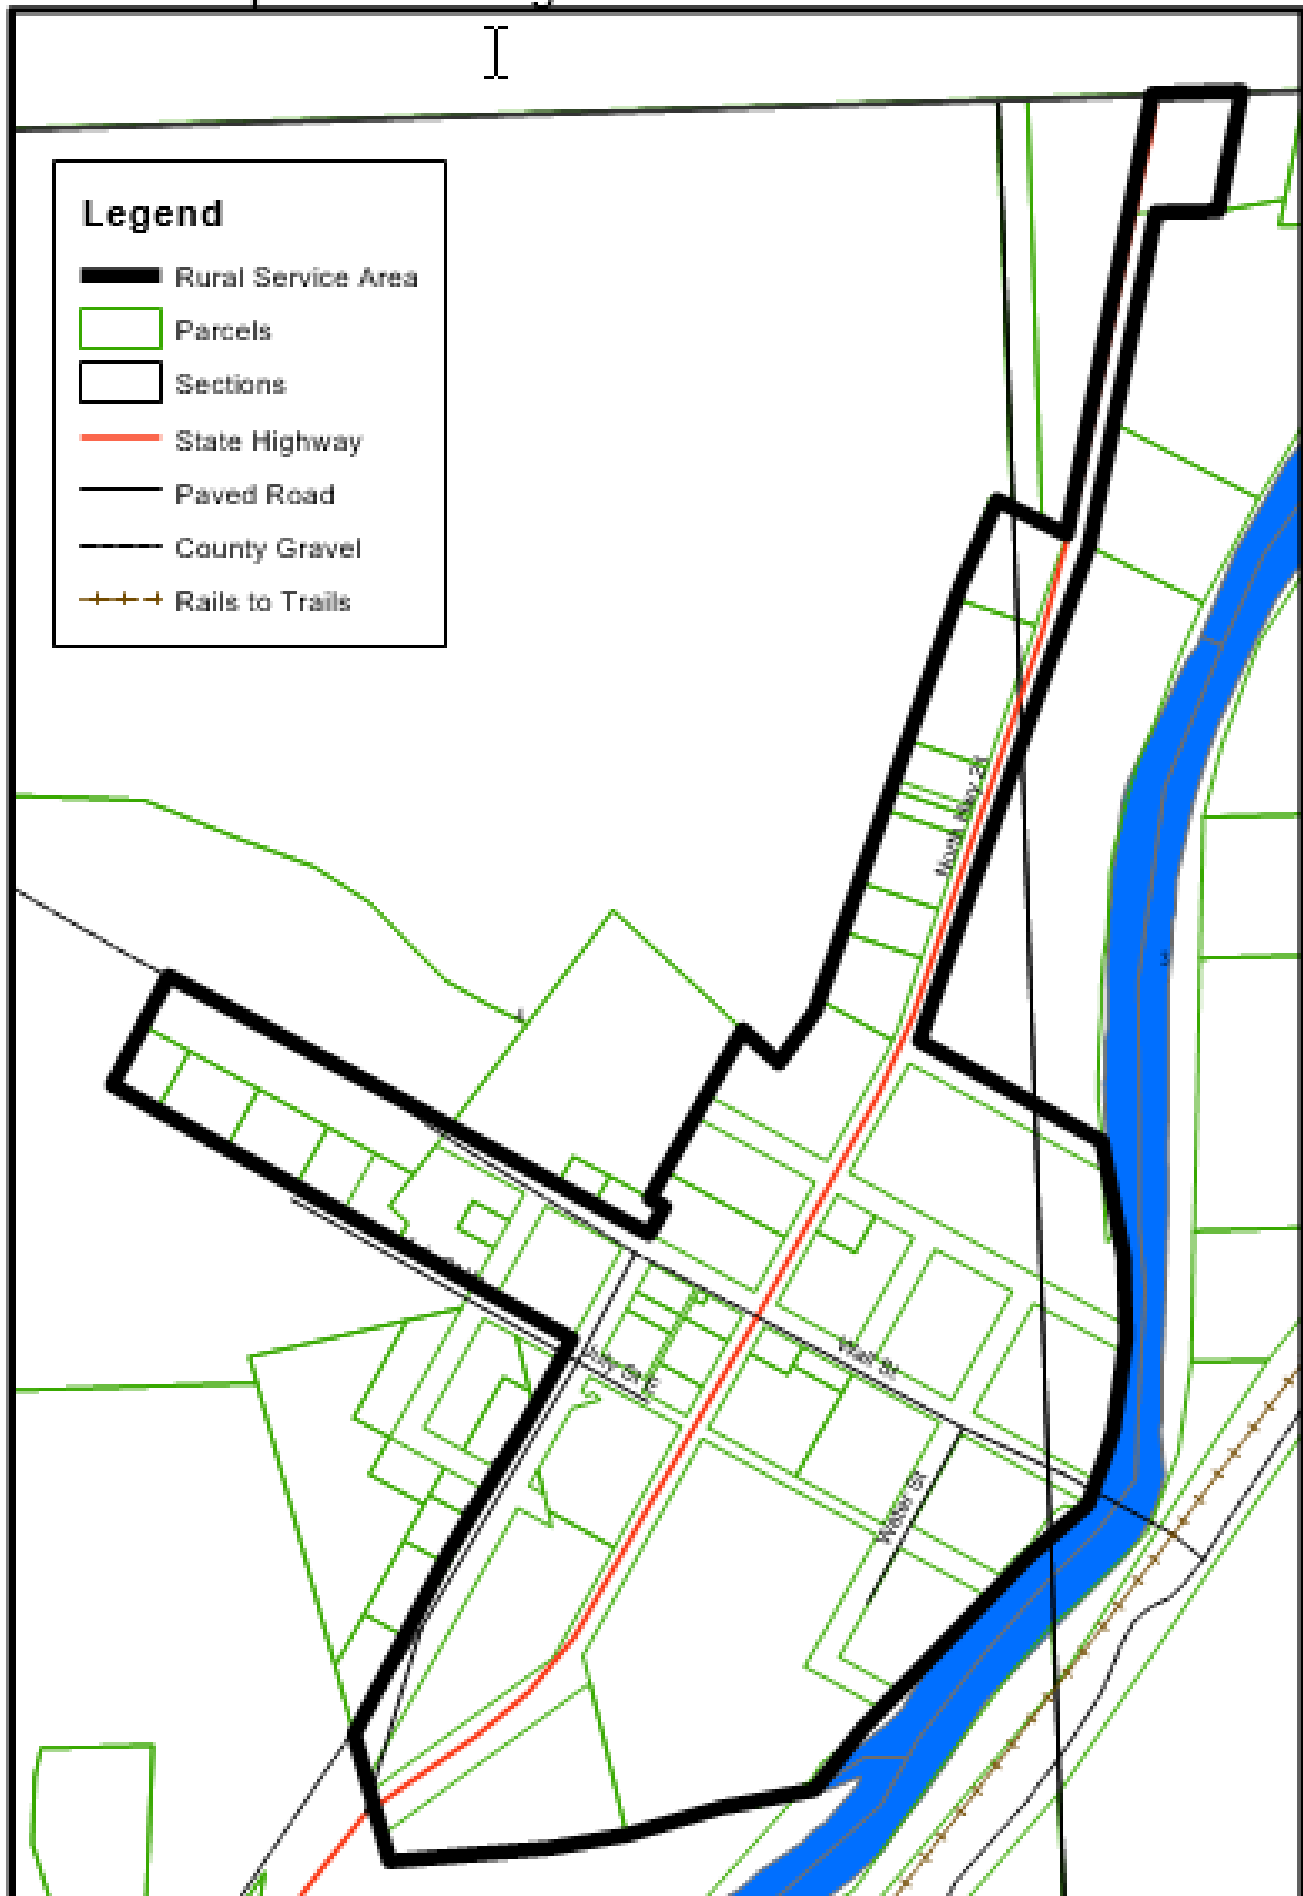 Legend
Rural Service Area
Parcels
Sections
State Highway
Paved Road
County Gravel
Rails to Trails
Wall St
Water St